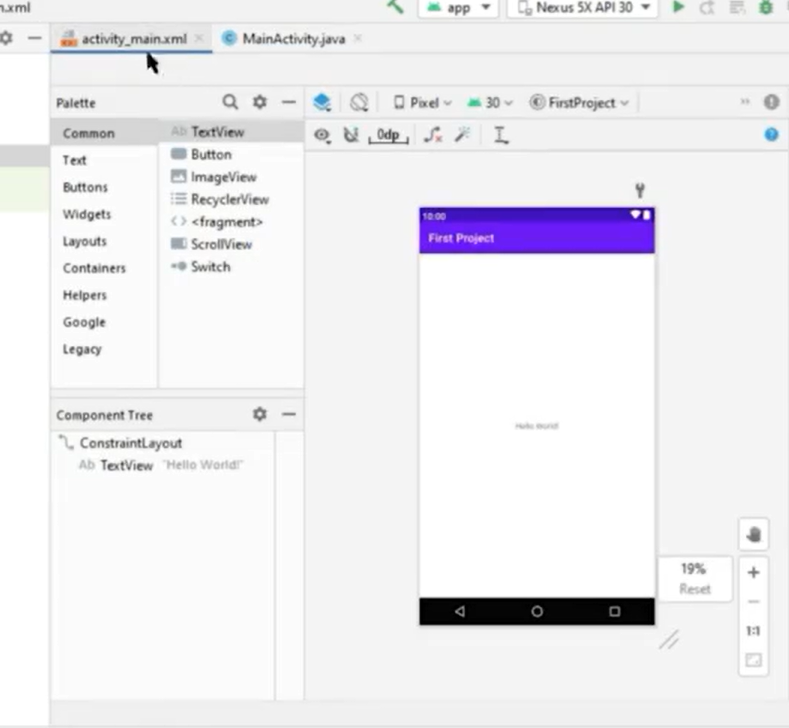 n.xml
app
Nexus 5X API 30
activity_main.xml
MainActivity.java
Palette
Pixel
30
FirstProject
Common
Text
Buttons
Widgets
Layouts
Containers
Helpers
Google
Legacy
Ab TextView
Button
ImageView
RecyclerView
<fragment>
ScrollView
Switch
0dp
10:00
First Project
Hello World!
Component Tree
ConstraintLayout
Ab TextView "Hello World!"
19%
Reset
1:1